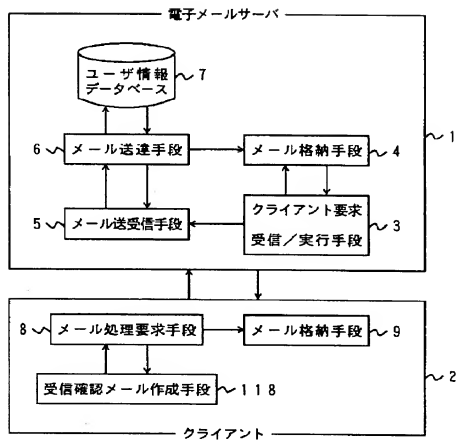 電子メールサーバ
ユーザ情報
データベース
7
6
メール送達手段
メール格納手段
4
1
5
メール送受信手段
クライアント要求
受信／実行手段
3
8
メール処理要求手段
メール格納手段
9
受信確認メール作成手段
118
2
クライアント